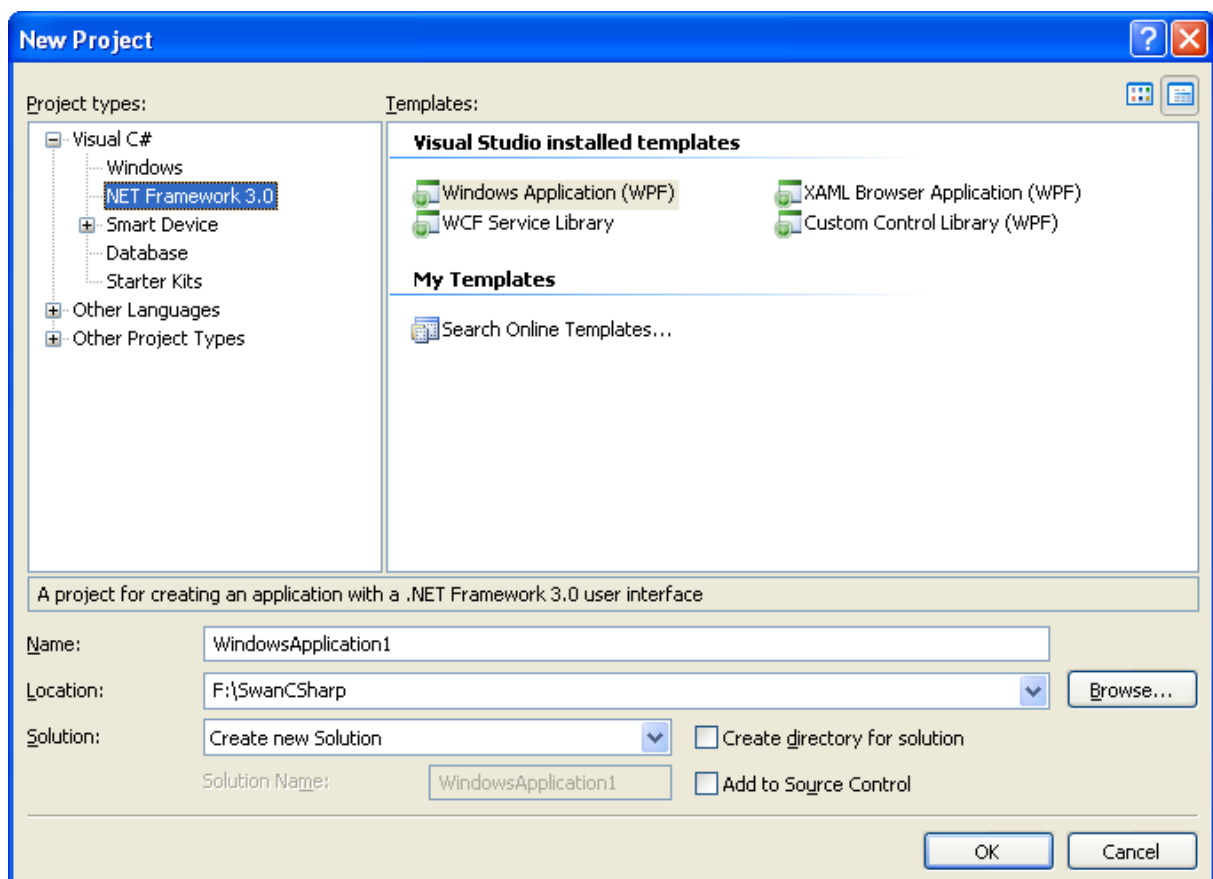 New Project
Project types:
Templates:
Visual C#
Windows
NET Framework 3.0
Smart Device
Database
Starter Kits
Other Languages
Other Project Types
Visual Studio installed templates
Windows Application (WPF)
XAML Browser Application (WPF)
WCF Service Library
Custom Control Library (WPF)
My Templates
Search Online Templates...
A project for creating an application with a .NET Framework 3.0 user interface
Name:
WindowsApplication1
Location:
F:\SwanCSharp
Browse...
Solution:
Create new Solution
Create directory for solution
Solution Name:
WindowsApplication1
Add to Source Control
OK
Cancel